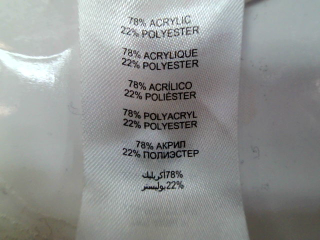 78% ACRYLIC
22% POLYESTER
78% ACRYLIQUE
22% POLYESTER
78% ACRÍLICO
22% POLIÉSTER
78% POLYACRYL
22% POLYESTER
78% АКРИЛ
22% ПОЛИЭСТЕР
78% أكريليك
22% بوليستر